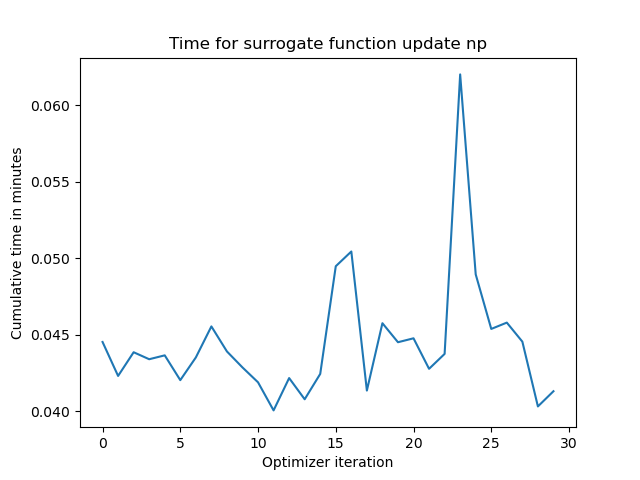 Time for surrogate function update np
Cumulative time in minutes
0.060
0.055
0.050
0.045
0.040
0 5 10 15 20 25 30
Optimizer iteration